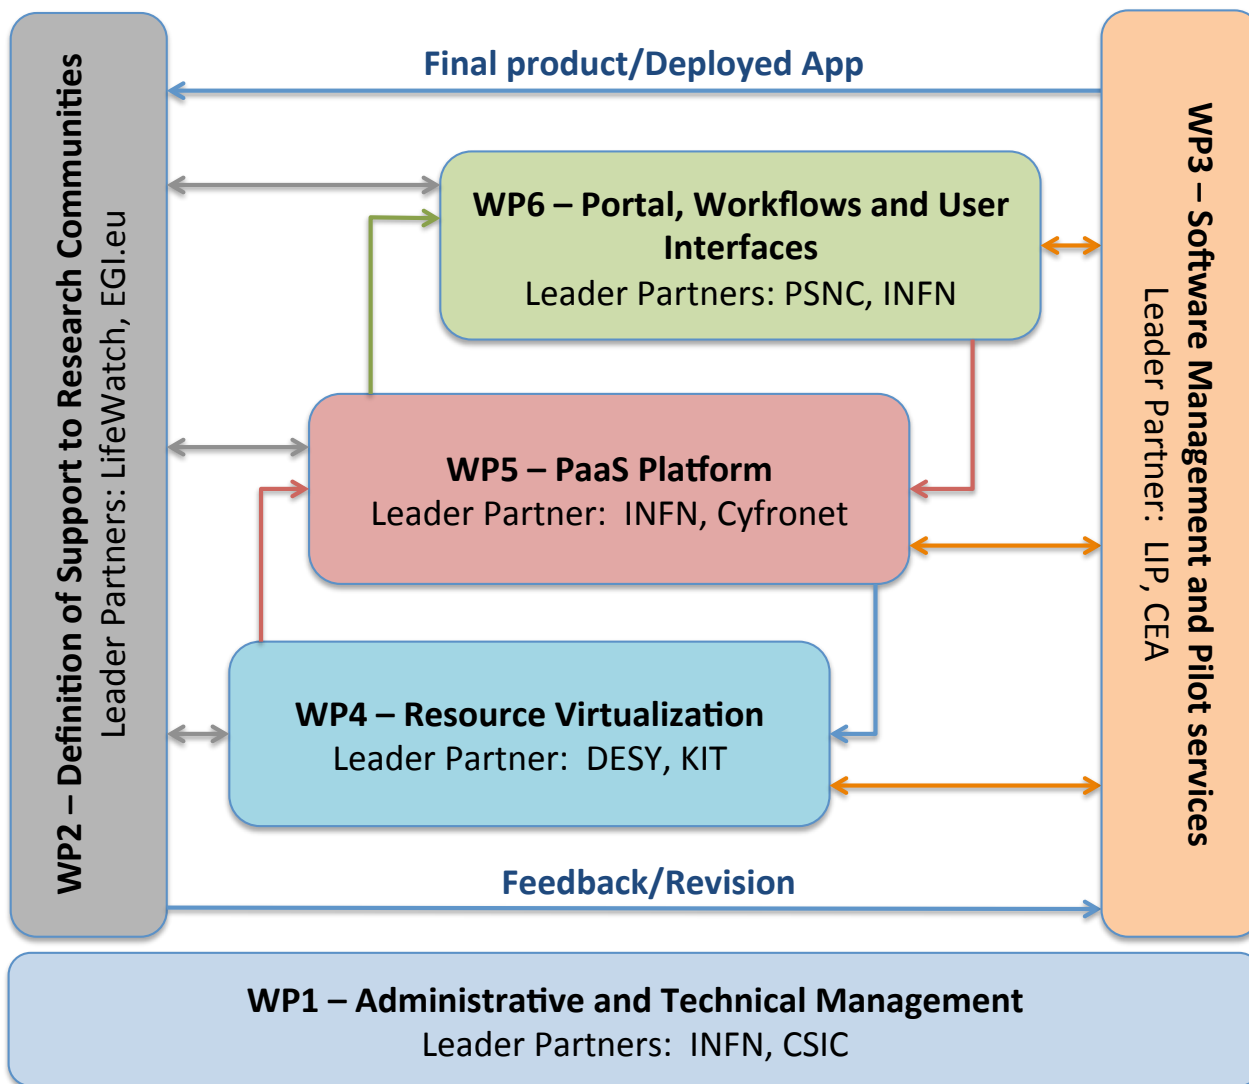 Final product/Deployed App
WP2 – Definition of Support to Research Communities
Leader Partners: LifeWatch, EGI.eu
WP6 – Portal, Workflows and User
Interfaces
Leader Partners: PSNC, INFN
WP5 – PaaS Platform
Leader Partner:  INFN, Cyfronet
WP4 – Resource Virtualization
Leader Partner:  DESY, KIT
WP3 – Software Management and Pilot services
Leader Partner:  LIP, CEA
Feedback/Revision
WP1 – Administrative and Technical Management
Leader Partners:  INFN, CSIC